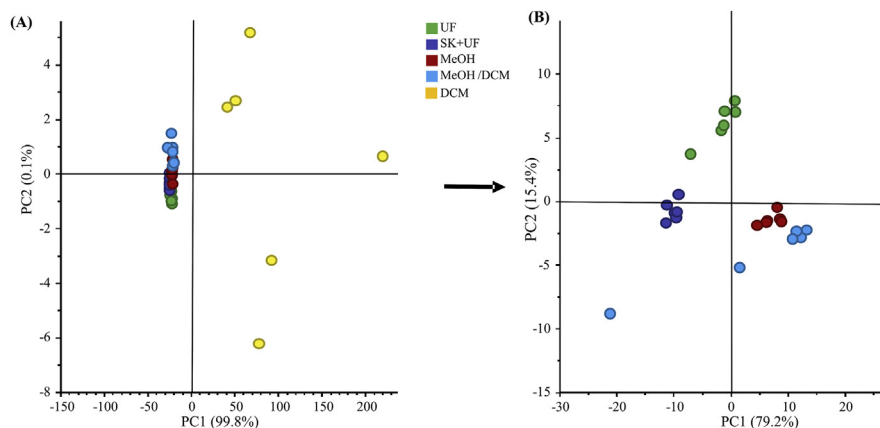 (A)
(B)
UF
SK+UF
MeOH
MeOH/DCM
DCM
4
2
0
-2
-4
-6
-8
PC2 (0.1%)
-150 -100 -50 0 50 100 150 200
PC1 (99.8%)
10
5
0
-5
-10
-15
PC2 (15.4%)
-30 -20 -10 0 10 20
PC1 (79.2%)